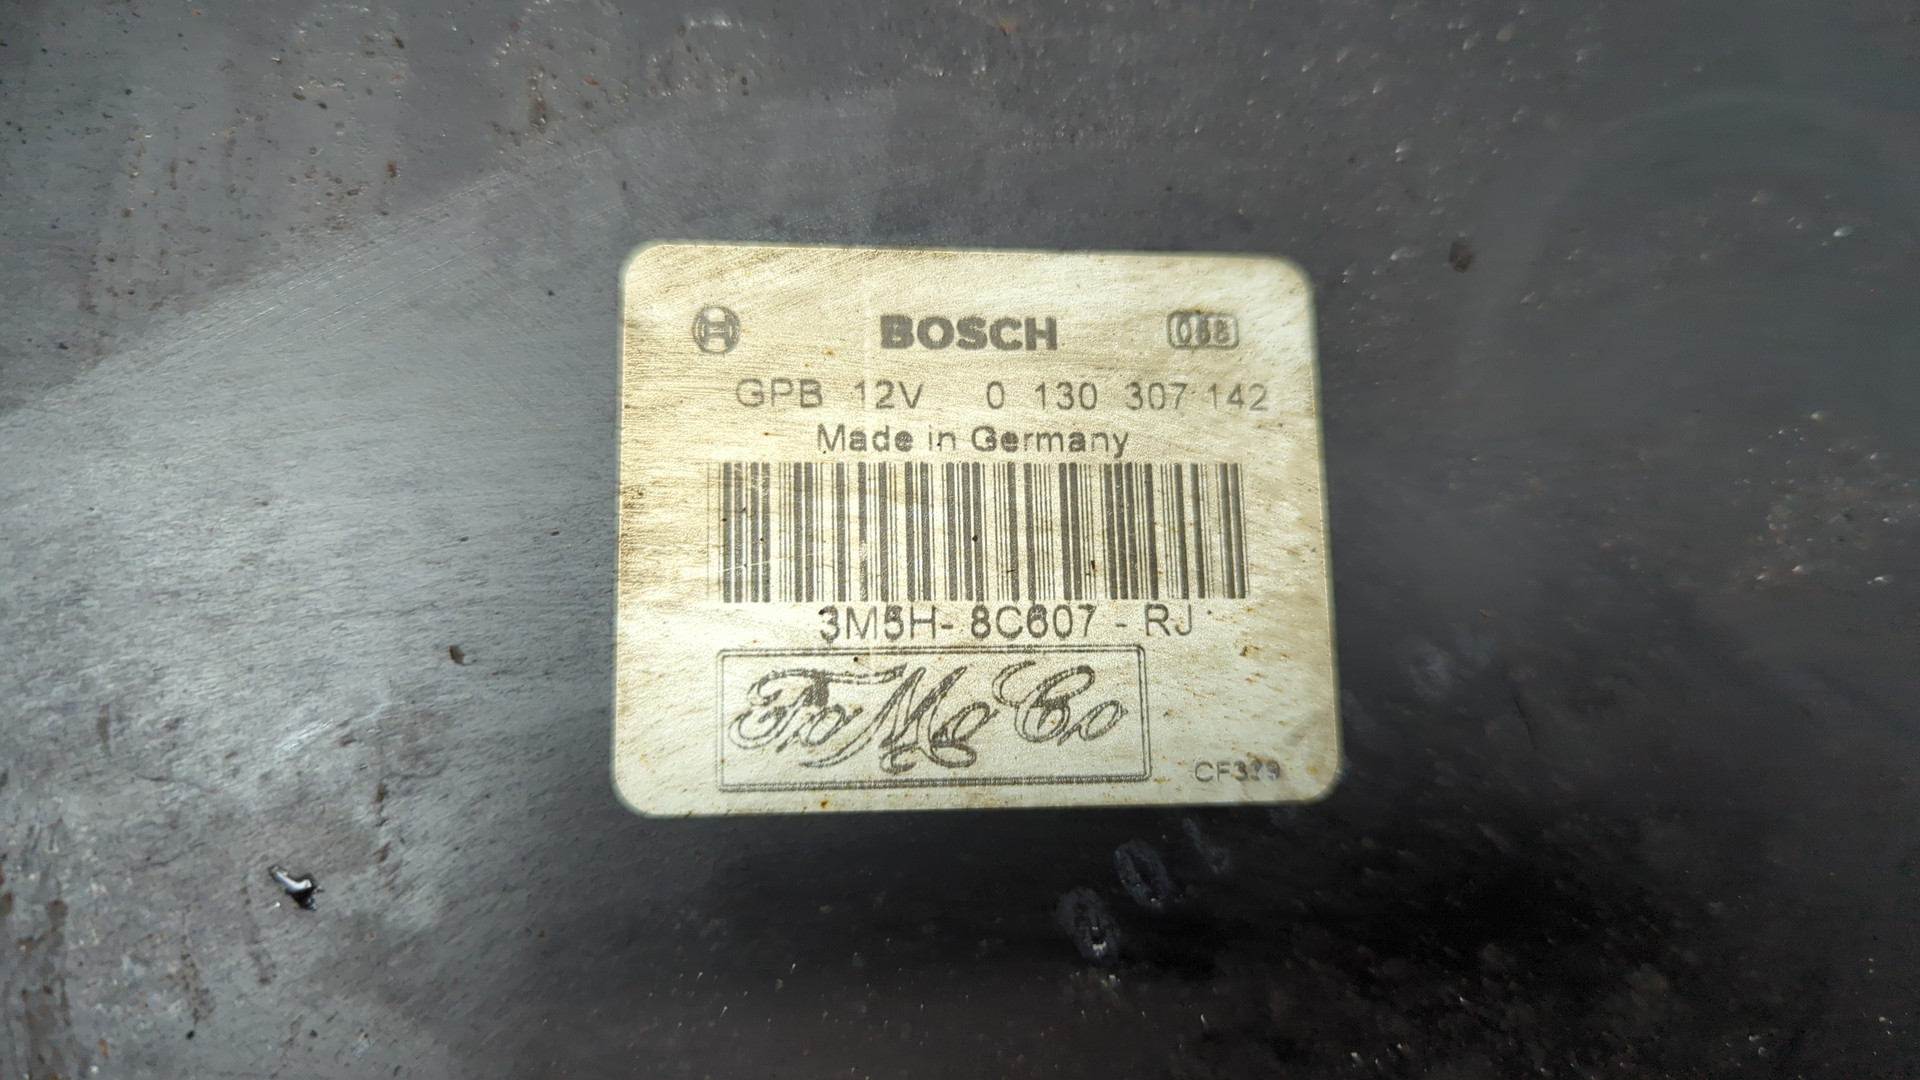 BOSCH
GPB 12V 0 130 307 142
Made in Germany
3M5H-8C607-RJ
FoMoCo